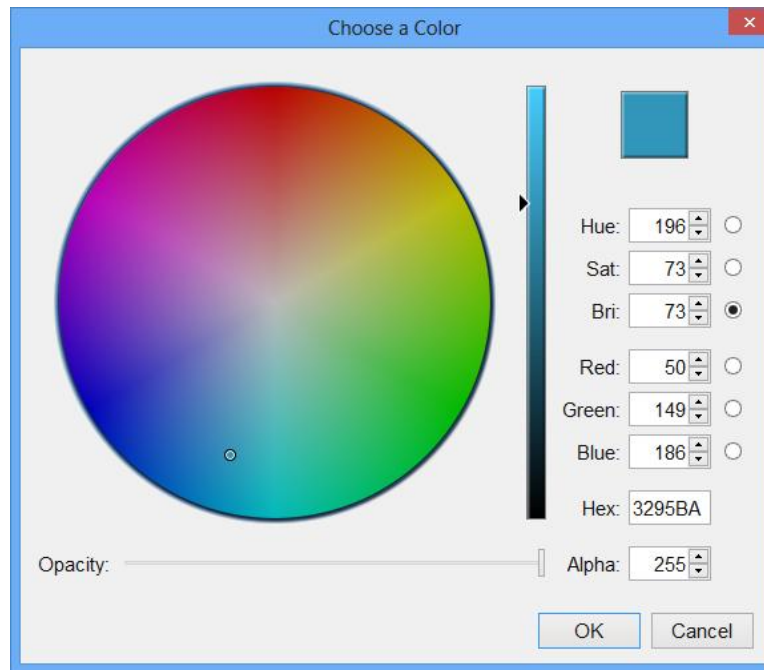 Choose a Color
Hue: 196
Sat: 73
Bri: 73
Red: 50
Green: 149
Blue: 186
Hex: 3295BA
Opacity: Alpha: 255
OK Cancel